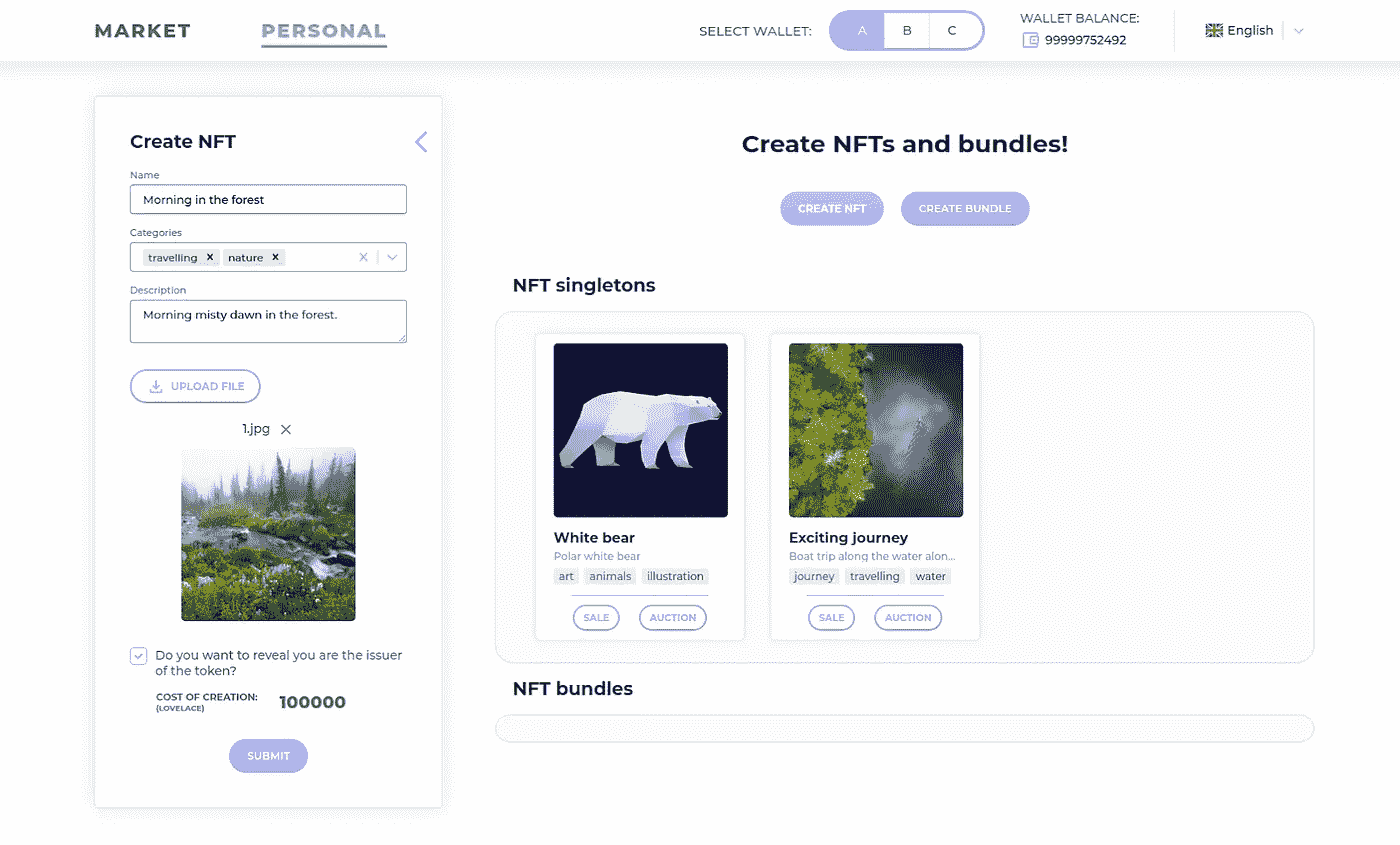 MARKET PERSONAL SELECT WALLET: A B C WALLET BALANCE: English
99999752492
Create NFT
Name
Morning in the forest
Categories
travelling nature
Description
Morning misty dawn in the forest.
UPLOAD FILE
1.jpg
Do you want to reveal you are the issuer
of the token?
COST OF CREATION: 100000
(LOVELACE)
SUBMIT
Create NFTs and bundles!
CREATE NFT CREATE BUNDLE
NFT singletons
White bear
Polar white bear
art animals illustration
SALE AUCTION
Exciting journey
Boat trip along the water alon...
journey travelling water
SALE AUCTION
NFT bundles